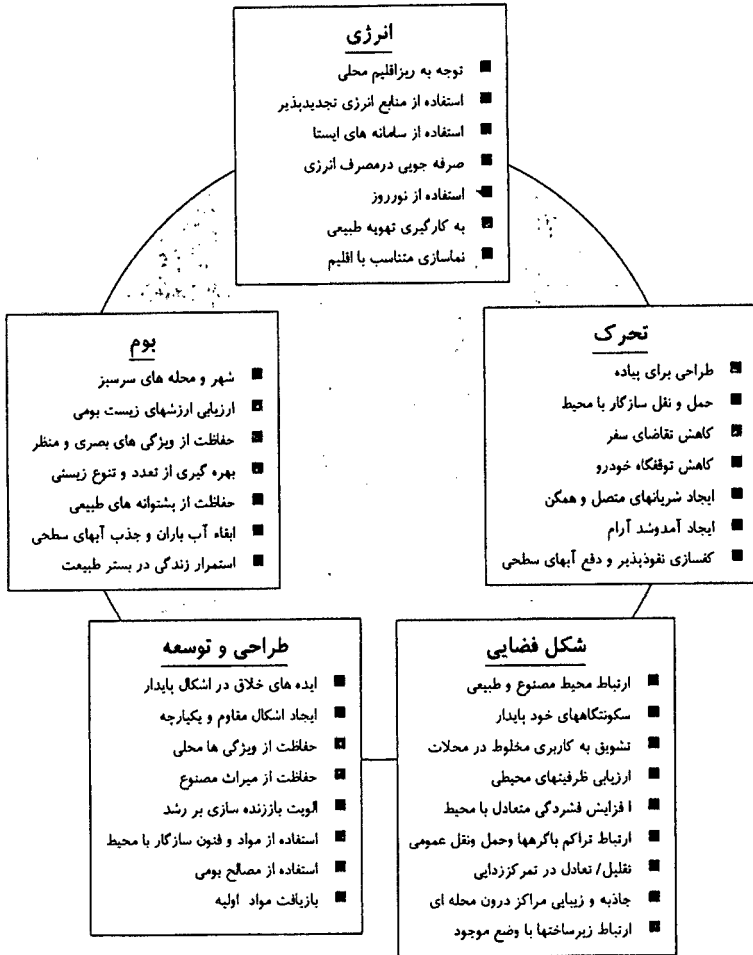 انرژی
توجه به ریزاقلیم محلی
استفاده از منابع انرژی تجدیدپذیر
استفاده از سامانه های ایستا
صرفه جویی درمصرف انرژی
استفاده از نورروز
به کارگیری تهویه طبیعی
نماسازی متناسب با اقلیم
تحرک
طراحی برای پیاده
حمل و نقل سازگار با محیط
کاهش تقاضای سفر
کاهش توقفگاه خودرو
ایجاد شریانهای متصل و همگن
ایجاد آمدوشد آرام
کفسازی نفوذپذیر و دفع آبهای سطحی
بوم
شهر و محله های سرسبز
ارزیابی ارزشهای زیست بومی
حفاظت از ویژگی های بصری و منظر
بهره گیری از تعدد و تنوع زیستی
حفاظت از پشتوانه های طبیعی
ابقاء آب باران و جذب آبهای سطحی
استمرار زندگی در بستر طبیعت
شکل فضایی
ارتباط محیط مصنوع و طبیعی
سکونتگاههای خود پایدار
تشویق به کاربری مخلوط در محلات
ارزیابی ظرفیتهای محیطی
ا فزایش فشردگی متعادل با محیط
ارتباط تراکم باگرهها وحمل ونقل عمومی
تقلیل/ تعادل در تمرکززدایی
جاذبه و زیبایی مراکز درون محله ای
ارتباط زیرساختها با وضع موجود
طراحی و توسعه
ایده های خلاق در اشکال پایدار
ایجاد اشکال مقاوم و یکپارچه
حفاظت از ویژگی ها محلی
حفاظت از میراث مصنوع
الویت باززنده سازی بر رشد
استفاده از مواد و فنون سازگار با محیط
استفاده از مصالح بومی
بازیافت مواد اولیه